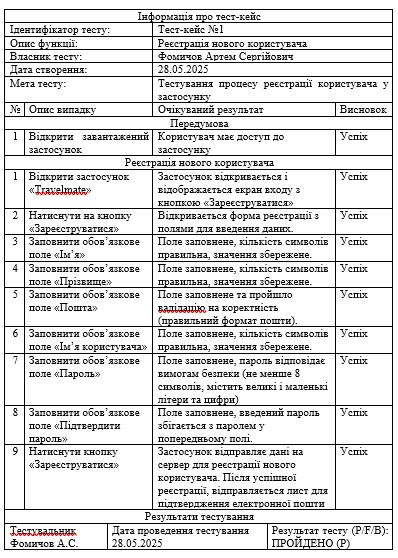 Інформація про тест-кейс
Ідентифікатор тесту: Тест-кейс №1
Опис функції: Реєстрація нового користувача
Власник тесту: Фомичов Артем Сергійович
Дата створення: 28.05.2025
Мета тесту: Тестування процесу реєстрації користувача у
застосунку
№ Опис випадку Очікуваний результат Висновок
Передумова
1 Відкрити завантажений Користувач має доступ до Успіх
застосунок застосунку
Реєстрація нового користувача
1 Відкрити застосунок Застосунок відкривається і Успіх
«Travelmate» відображається екран входу з
кнопкою «Зареєструватися»
2 Натиснути на кнопку Відкривається форма реєстрації з Успіх
«Зареєструватися» полями для введення даних.
3 Заповнити обов’язкове Поле заповнене, кількість символів Успіх
поле «Ім’я» правильна, значення збережене.
4 Заповнити обов’язкове Поле заповнене, кількість символів Успіх
поле «Прізвище» правильна, значення збережене.
5 Заповнити обов’язкове Поле заповнене та пройшло Успіх
поле «Пошта» валідацію на коректність
(правильний формат пошти).
6 Заповнити обов’язкове Поле заповнене, кількість символів Успіх
поле «Ім’я користувача» правильна, значення збережене.
7 Заповнити обов’язкове Поле заповнене, пароль відповідає Успіх
поле «Пароль» вимогам безпеки (не менше 8
символів, містить великі і маленькі
літери та цифри)
8 Заповнити обов’язкове Поле заповнене, введений пароль Успіх
поле «Підтвердити збігається з паролем у
пароль» попередньому полі.
9 Натиснути кнопку Застосунок відправляє дані на Успіх
«Зареєструватися» сервер для реєстрації нового
користувача. Після успішної
реєстрації, відправляється лист для
підтвердження електронної пошти
Результати тестування
Тестувальник Дата проведення тестування Результат тесту (P/F/B):
Фомичов А.С. 28.05.2025 ПРОЙДЕНО (P)